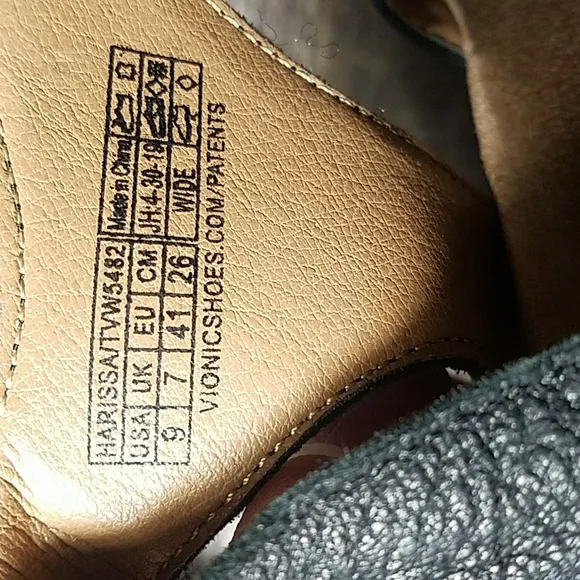 HARISSA/TVW5482 Made in China
USA UK EU CM JH-4-30-19
9 7 41 26 WIDE
VIONICSHOES.COM/PATENTS